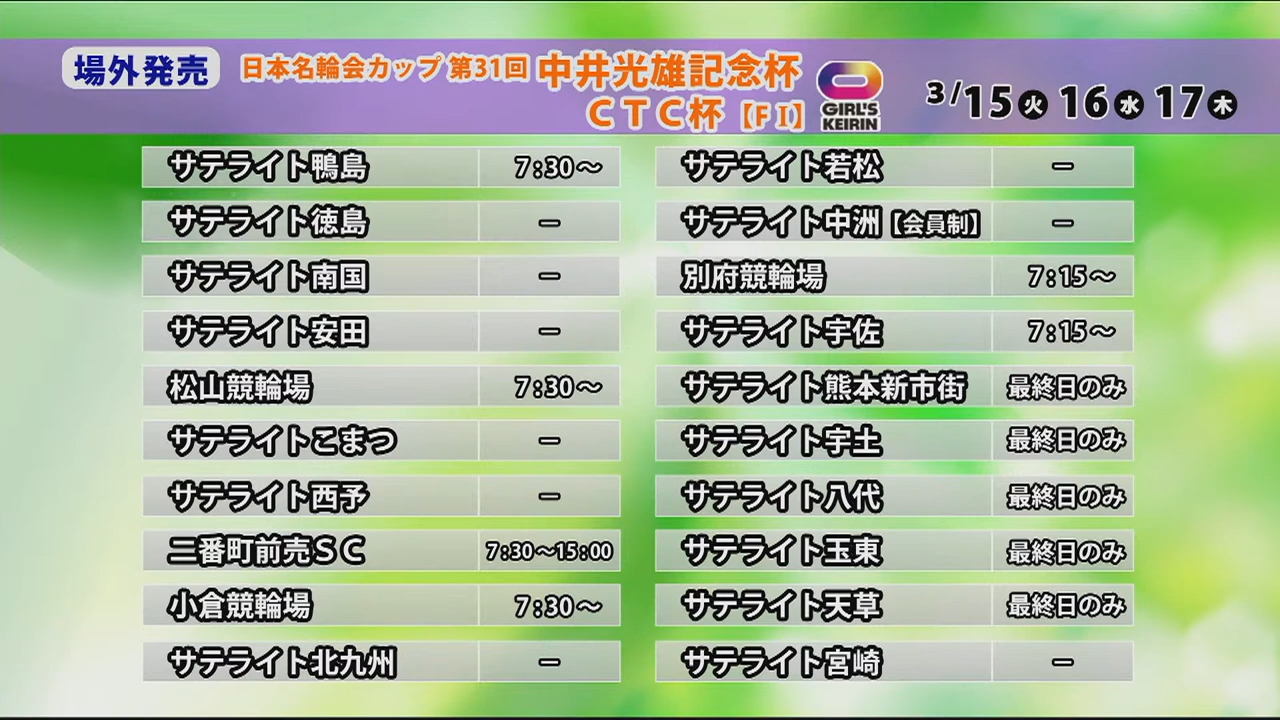 場外発売
日本名輪会カップ 第31回 中井光雄記念杯
CTC杯【FⅠ】
GIRL'S
KEIRIN
3/15火 16水 17木
サテライト鴨島 7:30～
サテライト徳島 －
サテライト南国 －
サテライト安田 －
松山競輪場 7:30～
サテライトこまつ －
サテライト西予 －
二番町前売SC 7:30～15:00
小倉競輪場 7:30～
サテライト北九州 －
サテライト若松 －
サテライト中洲【会員制】 －
別府競輪場 7:15～
サテライト宇佐 7:15～
サテライト熊本新市街 最終日のみ
サテライト宇土 最終日のみ
サテライト八代 最終日のみ
サテライト玉東 最終日のみ
サテライト天草 最終日のみ
サテライト宮崎 －